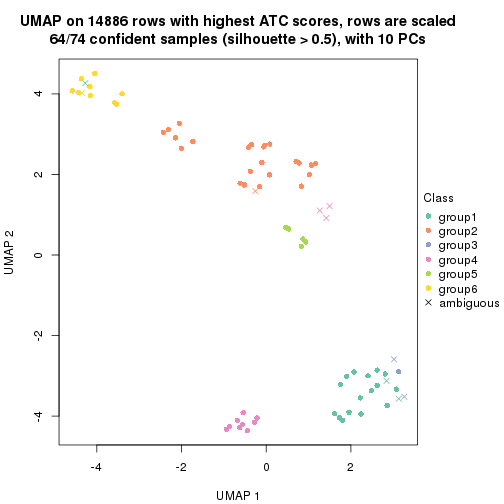 UMAP on 14886 rows with highest ATC scores, rows are scaled
64/74 confident samples (silhouette > 0.5), with 10 PCs
4
2
0
-2
-4
UMAP 2
-4
-2
0
2
UMAP 1
Class
group1
group2
group3
group4
group5
group6
ambiguous